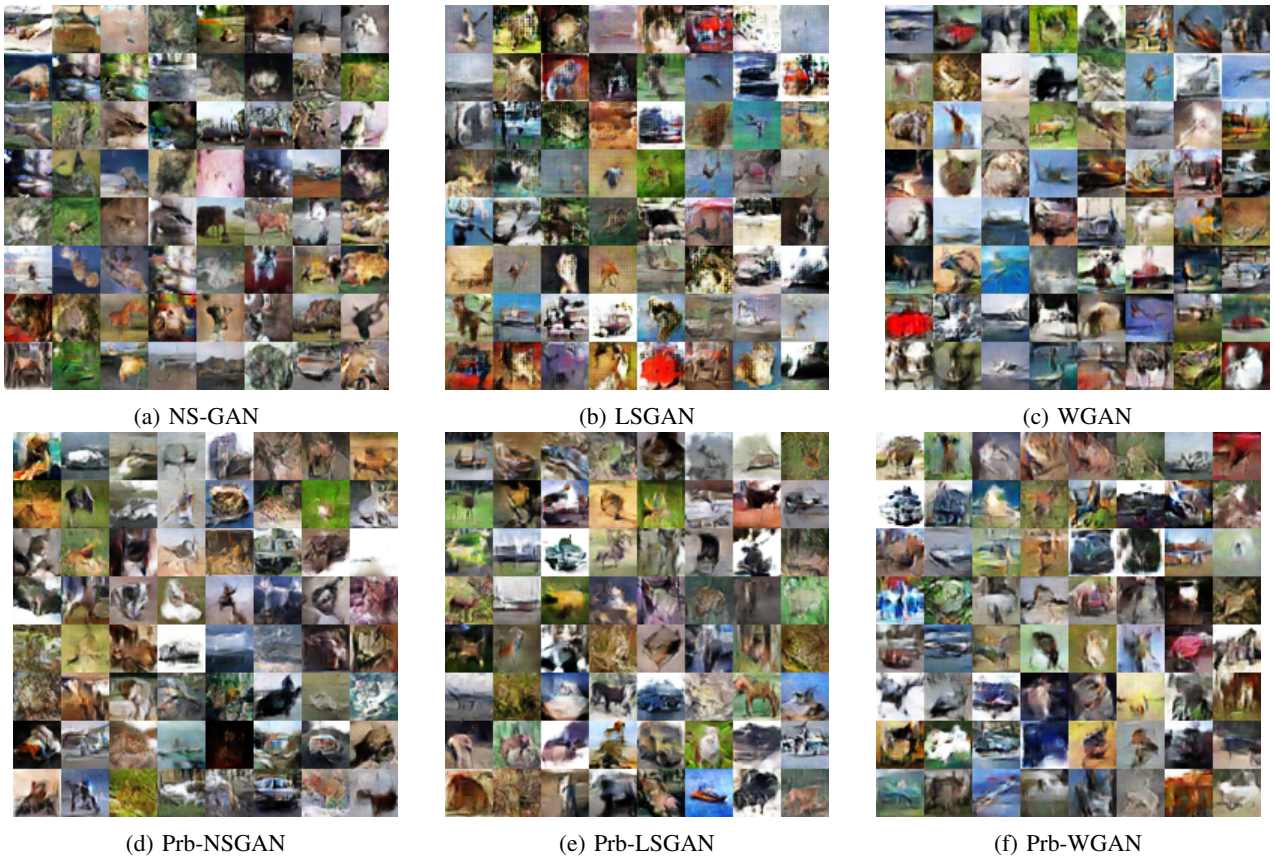 (a) NS-GAN
(b) LSGAN
(c) WGAN
(d) Prb-NSGAN
(e) Prb-LSGAN
(f) Prb-WGAN